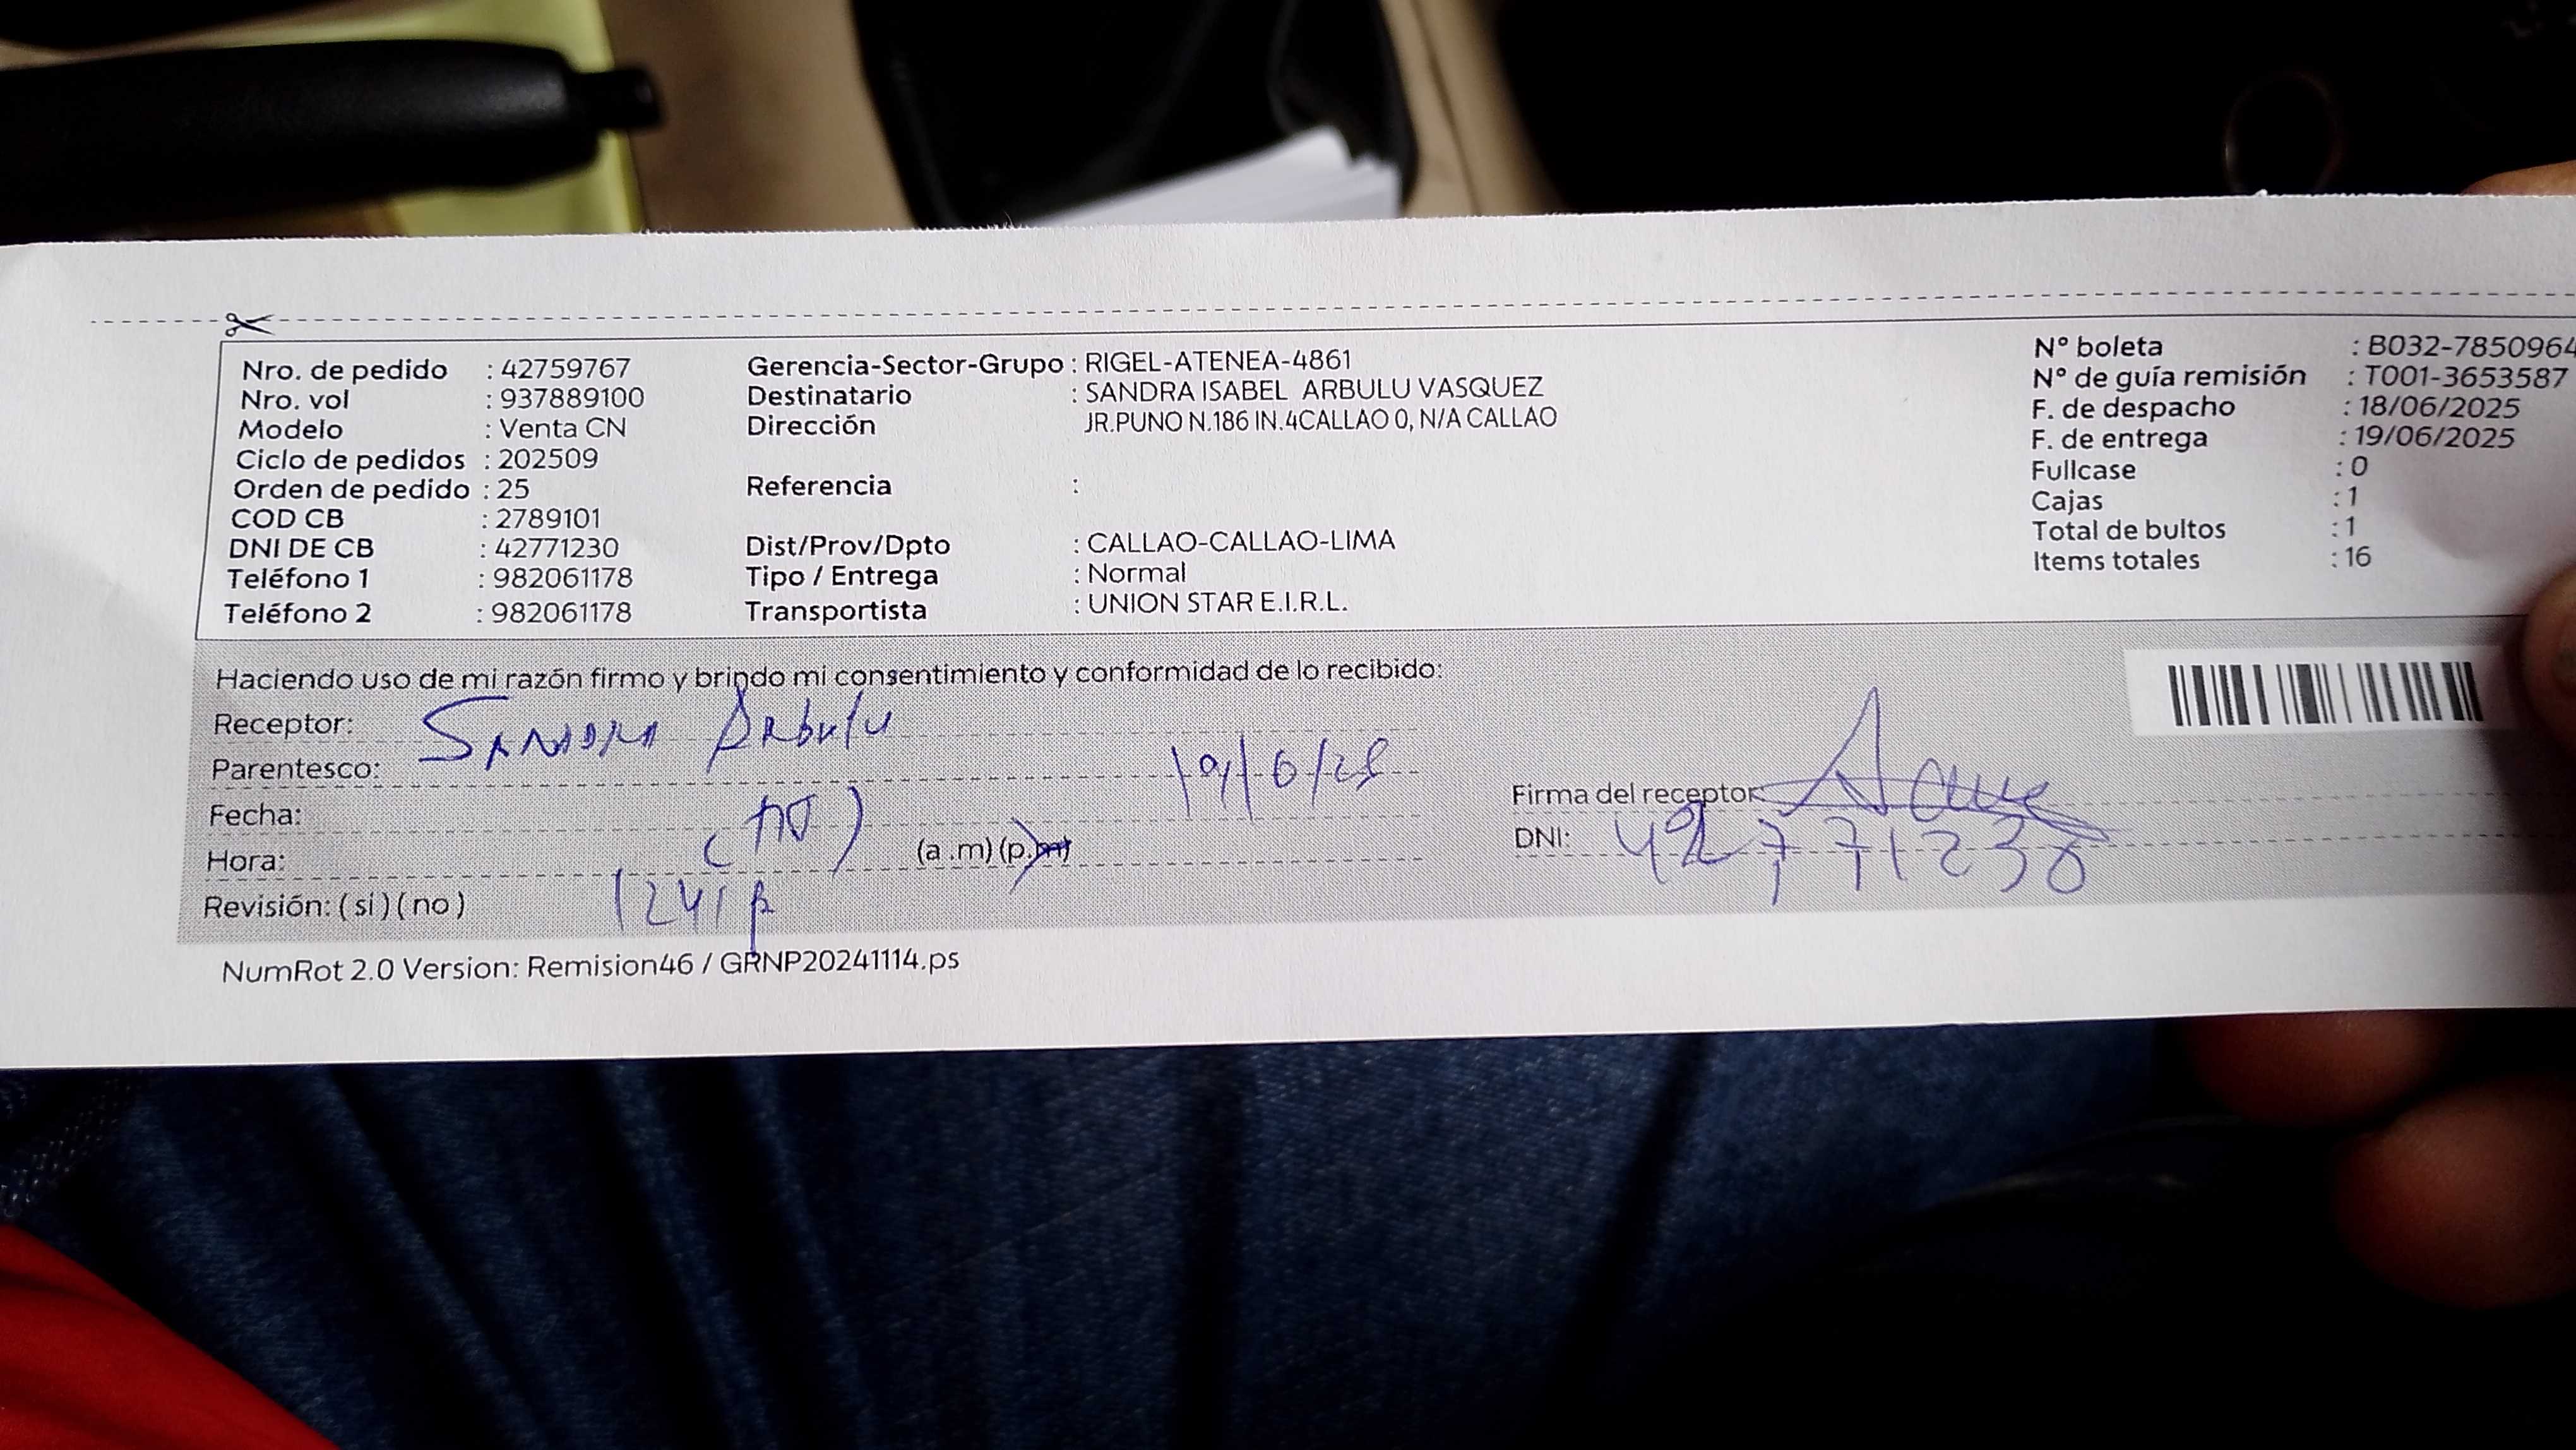 Nro. de pedido : 42759767
Nro. vol : 937889100
Modelo : Venta CN
Ciclo de pedidos : 202509
Orden de pedido : 25
COD CB : 2789101
DNI DE CB : 42771230
Teléfono 1 : 982061178
Teléfono 2 : 982061178
Gerencia-Sector-Grupo : RIGEL-ATENEA-4861
Destinatario : SANDRA ISABEL ARBULU VASQUEZ
Dirección JR.PUNO N.186 IN.4CALLAO 0, N/A CALLAO
Referencia :
Dist/Prov/Dpto : CALLAO-CALLAO-LIMA
Tipo / Entrega : Normal
Transportista : UNION STAR E.I.R.L.
N° boleta : B032-7850964
N° de guía remisión : T001-3653587
F. de despacho : 18/06/2025
F. de entrega : 19/06/2025
Fullcase : 0
Cajas : 1
Total de bultos : 1
Items totales : 16
Haciendo uso de mi razón firmo y brindo mi consentimiento y conformidad de lo recibido:
Receptor: SANDRA Arbulu
Parentesco:
19/6/25
Fecha:
(no)
Hora: (a .m) (p.m)
Revisión: ( si ) ( no ) 1241 p
Firma del receptor:
DNI: 42771230
NumRot 2.0 Version: Remision46 / GRNP20241114.ps